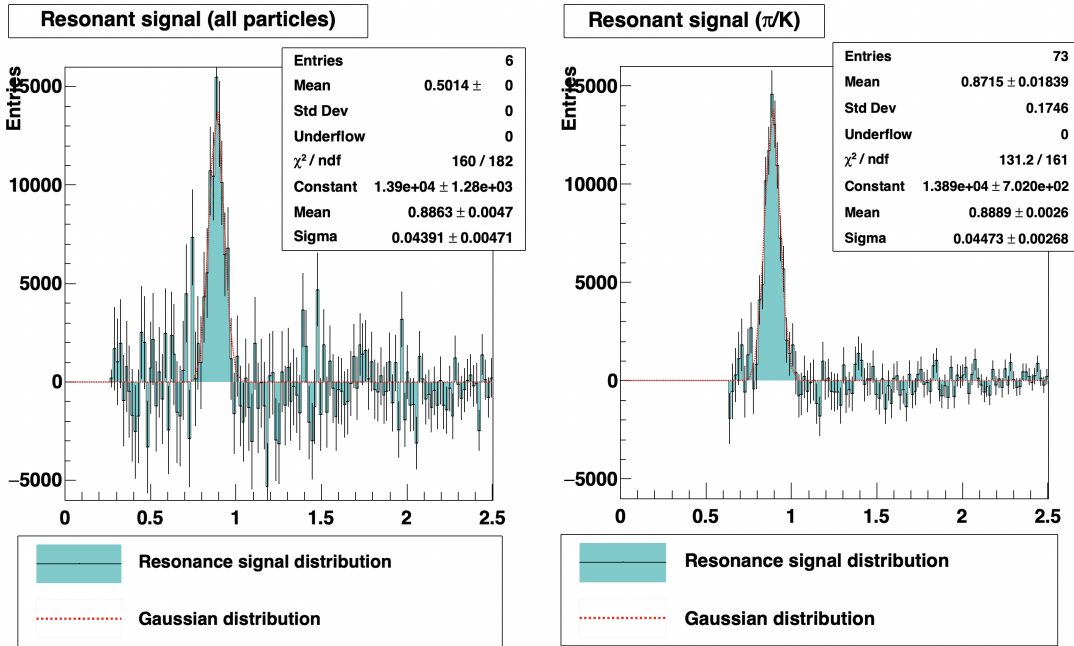 Resonant signal (all particles)
Entries
Entries 6
Mean 0.5014 ± 0
Std Dev 0
Underflow 0
χ² / ndf 160 / 182
Constant 1.39e+04 ± 1.28e+03
Mean 0.8863 ± 0.0047
Sigma 0.04391 ± 0.00471
5000
10000
5000
0
−5000
0 0.5 1 1.5 2 2.5
Resonance signal distribution
Gaussian distribution
Resonant signal (π/K)
Entries
Entries 73
Mean 0.8715 ± 0.01839
Std Dev 0.1746
Underflow 0
χ² / ndf 131.2 / 161
Constant 1.389e+04 ± 7.020e+02
Mean 0.8889 ± 0.0026
Sigma 0.04473 ± 0.00268
5000
10000
5000
0
−5000
0 0.5 1 1.5 2 2.5
Resonance signal distribution
Gaussian distribution